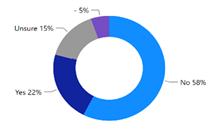 - 5%
Unsure 15%
Yes 22%
No 58%